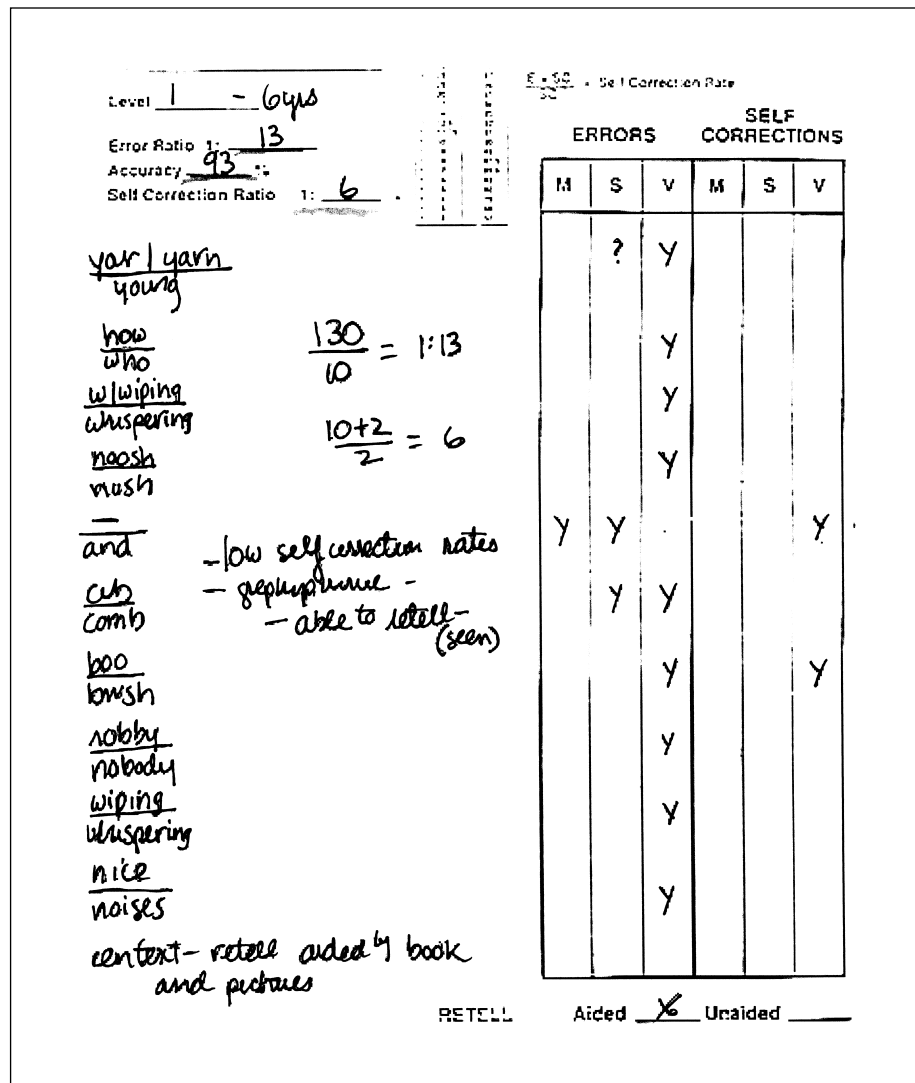 E + SC / SC = Self Correction Rate
Level 1 - 6yrs
Error Ratio 1: 13
Accuracy 93 %
Self Correction Ratio 1: 6
ERRORS
SELF CORRECTIONS
M S V M S V
yar | yarn ? Y
young
how Y
who
130 / 10 = 1:13
w|wiping Y
whispering
10+2 / 2 = 6
noosh Y
mush
— Y Y Y
and
-low self correction rates
cub Y Y
comb
- able to retell-
(seen)
boo Y Y
brush
nobby Y
nobody
wiping Y
whispering
nice Y
noises
context- retell aided by book
and pictures
RETELL Aided Unaided